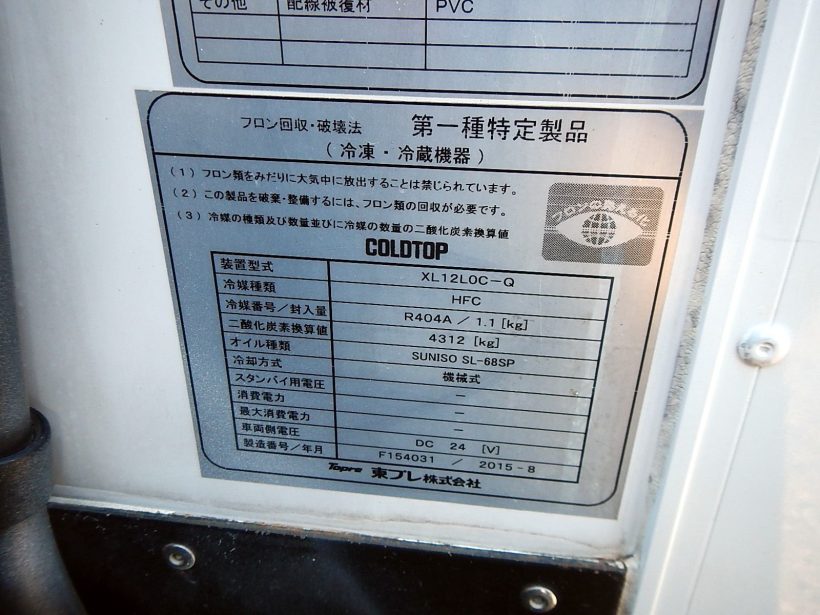 その他 配線被覆材 PVC
フロン回収・破壊法 第一種特定製品
(冷凍・冷蔵機器)
(1)フロン類をみだりに大気中に放出することは禁じられています。
(2)この製品を破棄・整備するには、フロン類の回収が必要です。
(3)冷媒の種類及び数量並びに冷媒の数量の二酸化炭素換算値
フロンの見える化
COLDTOP
装置型式 XL12L0C-Q
冷媒種類 HFC
冷媒番号/封入量 R404A / 1.1 [kg]
二酸化炭素換算値 4312 [kg]
オイル種類 SUNISO SL-68SP
冷却方式 機械式
スタンバイ用電圧 −
消費電力 −
最大消費電力 −
車両側電圧 DC 24 [V]
製造番号/年月 F154031 / 2015-8
Topre 東プレ株式会社